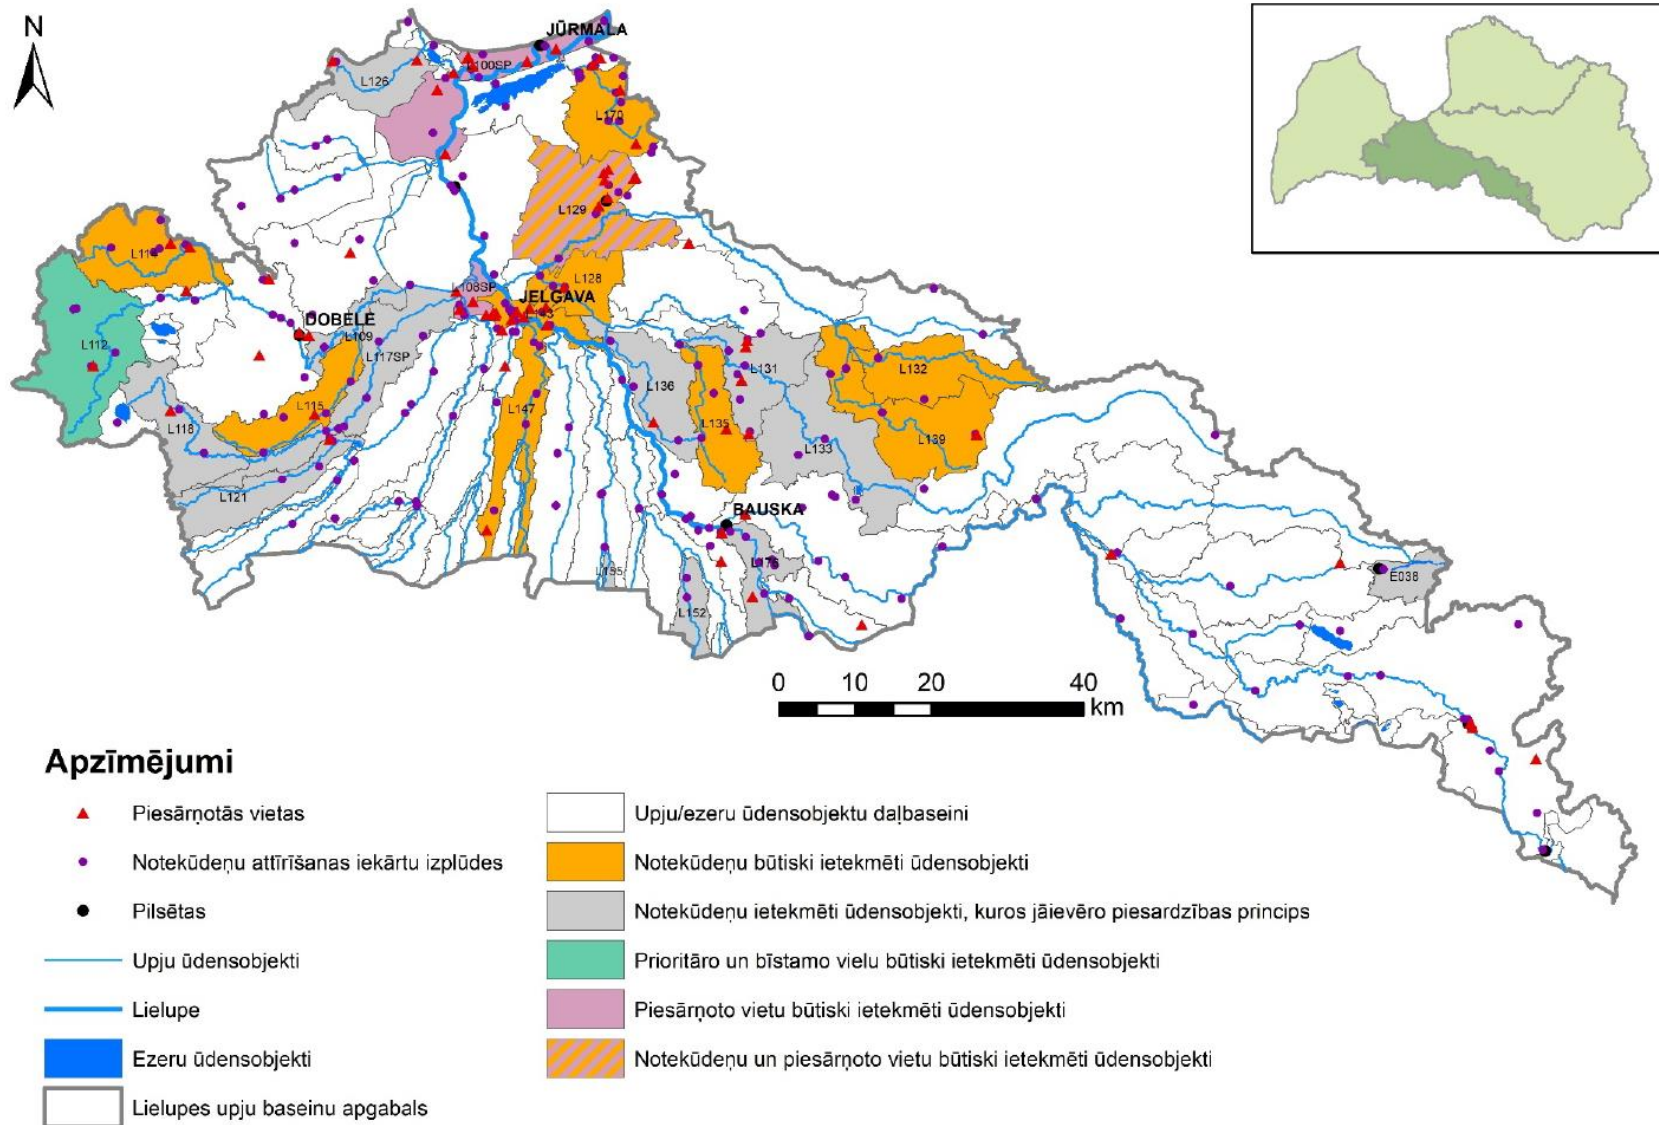 N
JŪRMALA
L100SP
L126
L170
L129
L128
L108SP
JELGAVA
L143
DOBELE
L109
L117SP
L112
L115
L118
L121
L147
L136
L135
L131
L132
L133
L139
BAUSKA
L176
L152
E038
0 10 20 40
km
Apzīmējumi
Piesārņotās vietas
Notekūdeņu attīrīšanas iekārtu izplūdes
Pilsētas
Upju ūdensobjekti
Lielupe
Ezeru ūdensobjekti
Lielupes upju baseinu apgabals
Upju/ezeru ūdensobjektu daļbaseini
Notekūdeņu būtiski ietekmēti ūdensobjekti
Notekūdeņu ietekmēti ūdensobjekti, kuros jāievēro piesardzības princips
Prioritāro un bīstamo vielu būtiski ietekmēti ūdensobjekti
Piesārņoto vietu būtiski ietekmēti ūdensobjekti
Notekūdeņu un piesārņoto vietu būtiski ietekmēti ūdensobjekti